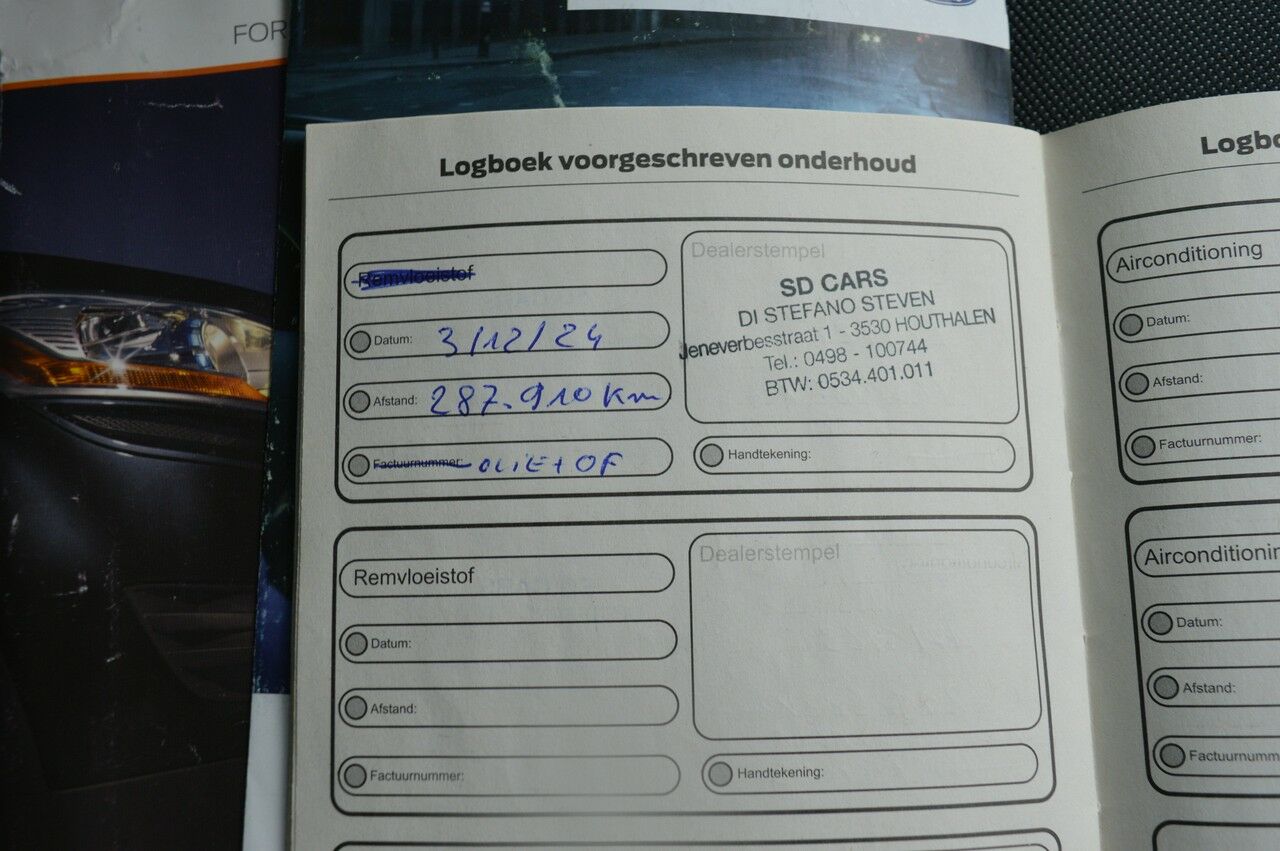 FOR
Logboek voorgeschreven onderhoud
Remvloeistof
Datum: 3/12/24
Afstand: 287.910 Km
Factuurnummer: OLIE + OF
Dealerstempel
SD CARS
DI STEFANO STEVEN
Jeneverbesstraat 1 - 3530 HOUTHALEN
Tel.: 0498 - 100744
BTW: 0534.401.011
Handtekening:
Remvloeistof
Datum:
Afstand:
Factuurnummer:
Dealerstempel
Handtekening:
Logbo
Airconditioning
Datum:
Afstand:
Factuurnummer:
Airconditionin
Datum:
Afstand:
Factuurnumm